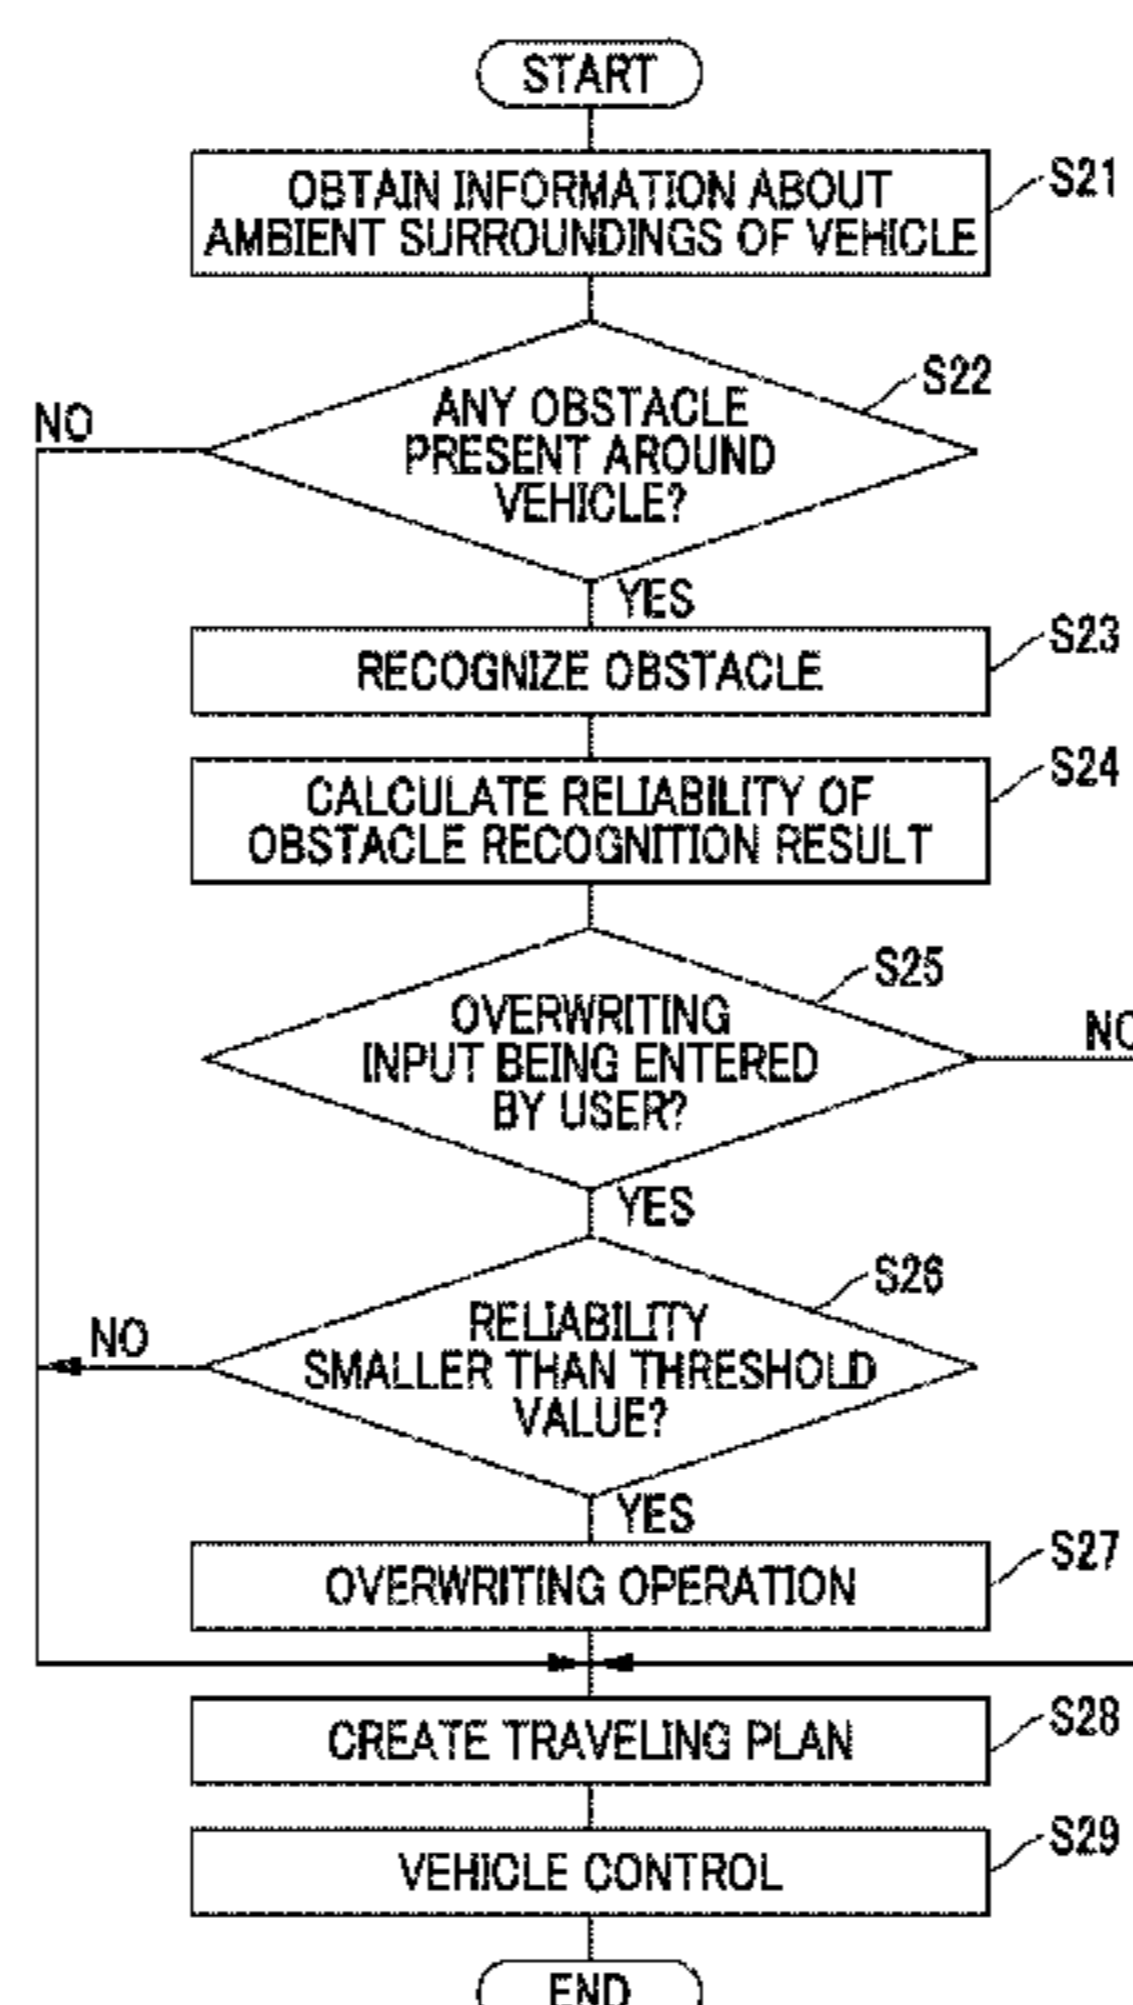 START
OBTAIN INFORMATION ABOUT
AMBIENT SURROUNDINGS OF VEHICLE
S21
ANY OBSTACLE
PRESENT AROUND
VEHICLE?
S22
NO
YES
RECOGNIZE OBSTACLE
S23
CALCULATE RELIABILITY OF
OBSTACLE RECOGNITION RESULT
S24
OVERWRITING
INPUT BEING ENTERED
BY USER?
S25
NO
YES
RELIABILITY
SMALLER THAN THRESHOLD
VALUE?
S26
NO
YES
OVERWRITING OPERATION
S27
CREATE TRAVELING PLAN
S28
VEHICLE CONTROL
S29
END